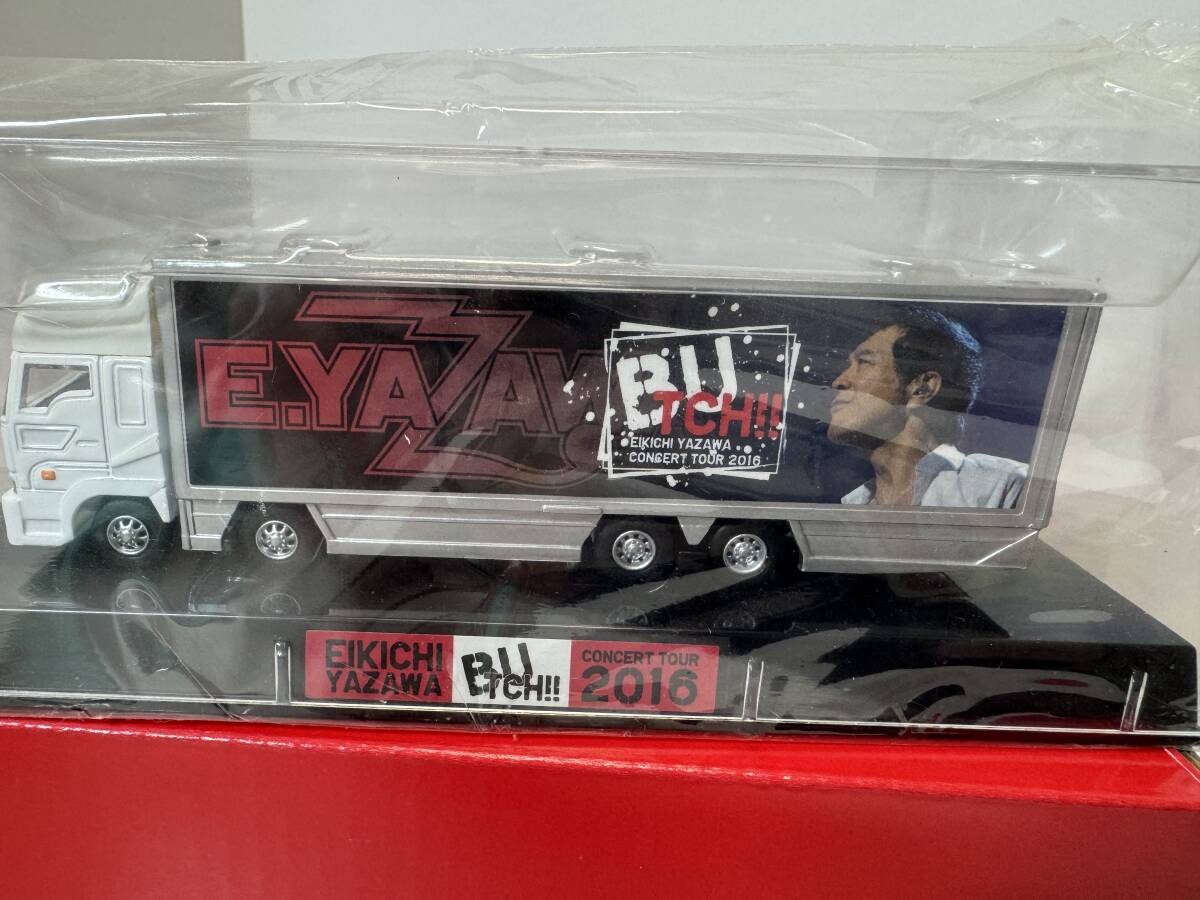 E.YAZAW
BU
TCH!!
EIKICHI YAZAWA
CONCERT TOUR 2016
EIKICHI
YAZAWA
BU
TCH!!
CONCERT TOUR
2016